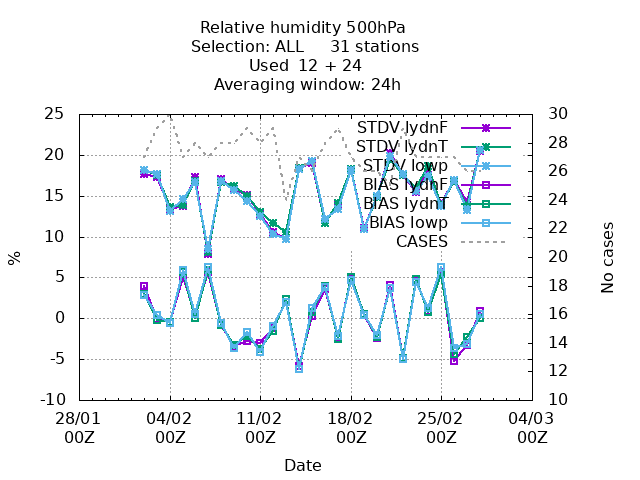 Relative humidity 500hPa
Selection: ALL 31 stations
Used 12 + 24
Averaging window: 24h
25 30
STDV lydnF
28
STDV lydnT
20 STDV lowp
26
BIAS lydnF
15 24
BIAS lydnT
22
BIAS lowp
10 CASES
20
5
18
0
16
-5
14
12
-10 10
%
No cases
28/01 04/02 11/02 18/02 25/02 04/03
00Z 00Z 00Z 00Z 00Z 00Z
Date